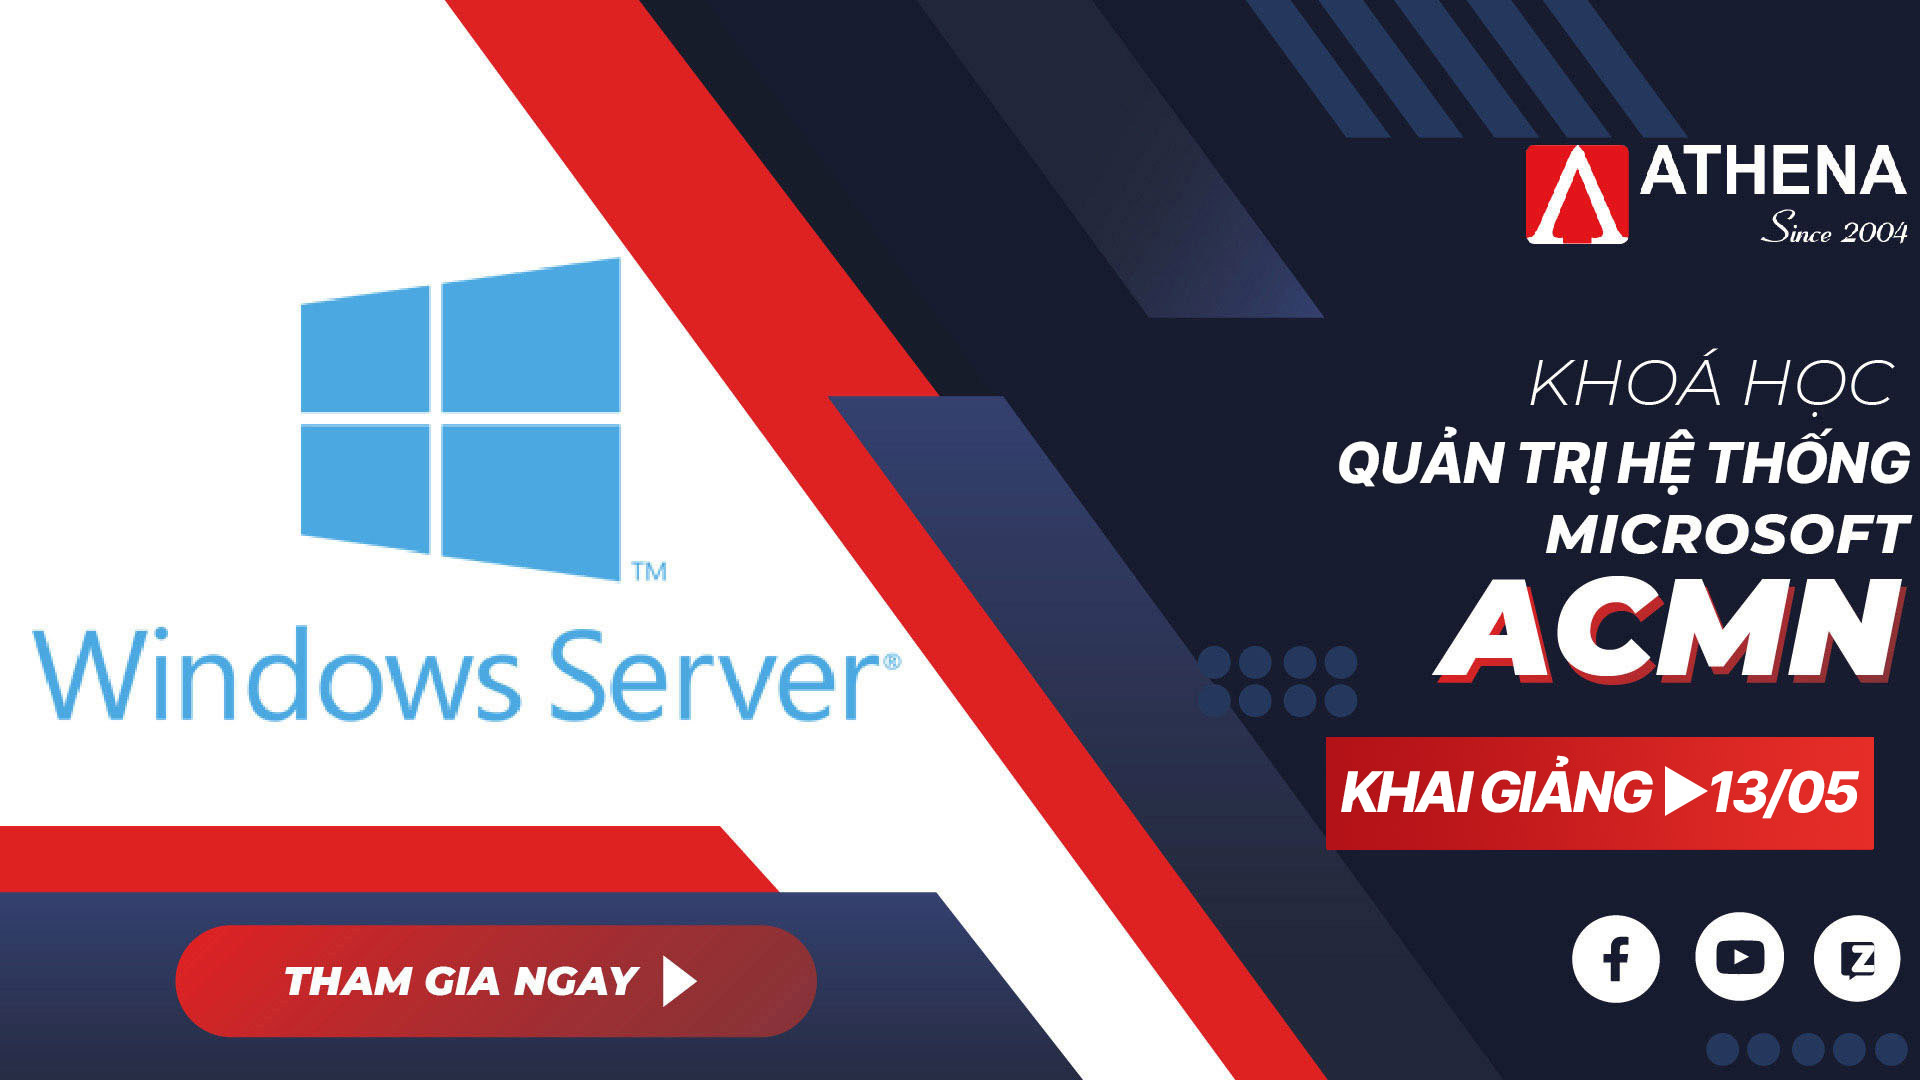 Windows Server®
TM
THAM GIA NGAY
ATHENA
Since 2004
KHOÁ HỌC
QUẢN TRỊ HỆ THỐNG
MICROSOFT
ACMN
KHAI GIẢNG ▶ 13/05